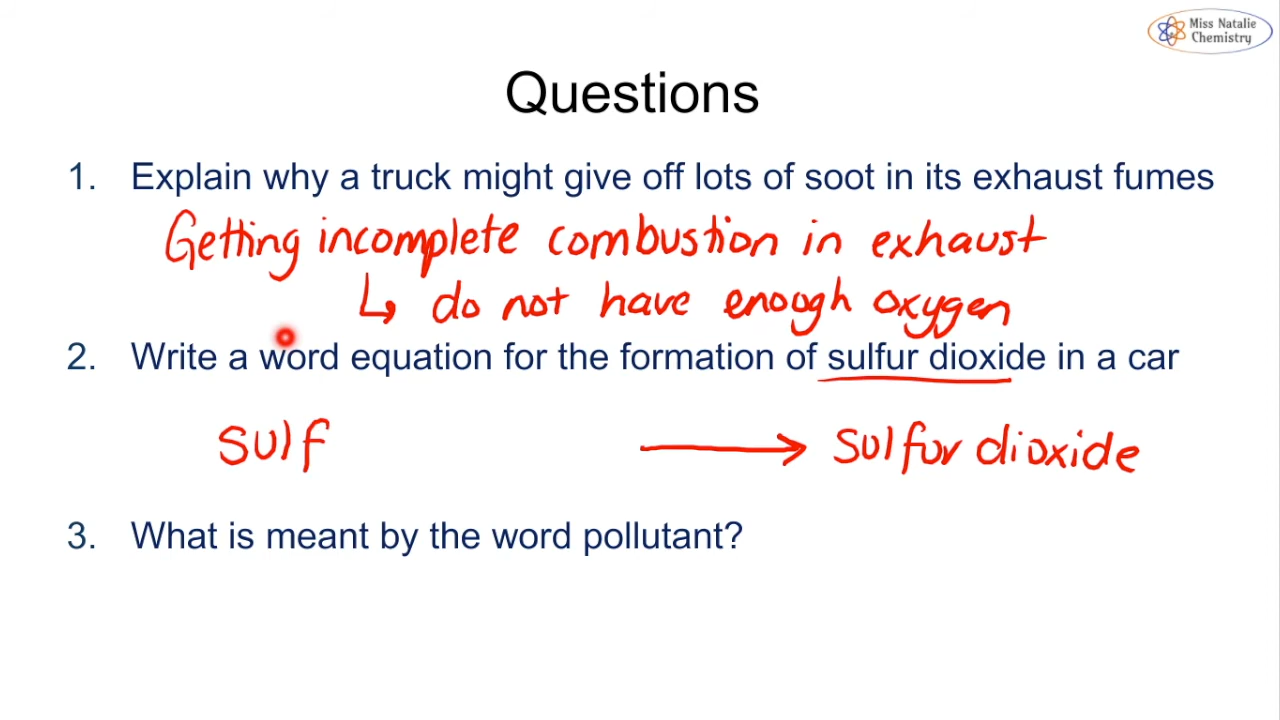 Miss Natalie
Chemistry
Questions
1. Explain why a truck might give off lots of soot in its exhaust fumes
Getting incomplete combustion in exhaust
↳ do not have enough oxygen
2. Write a word equation for the formation of sulfur dioxide in a car
sulf → sulfur dioxide
3. What is meant by the word pollutant?